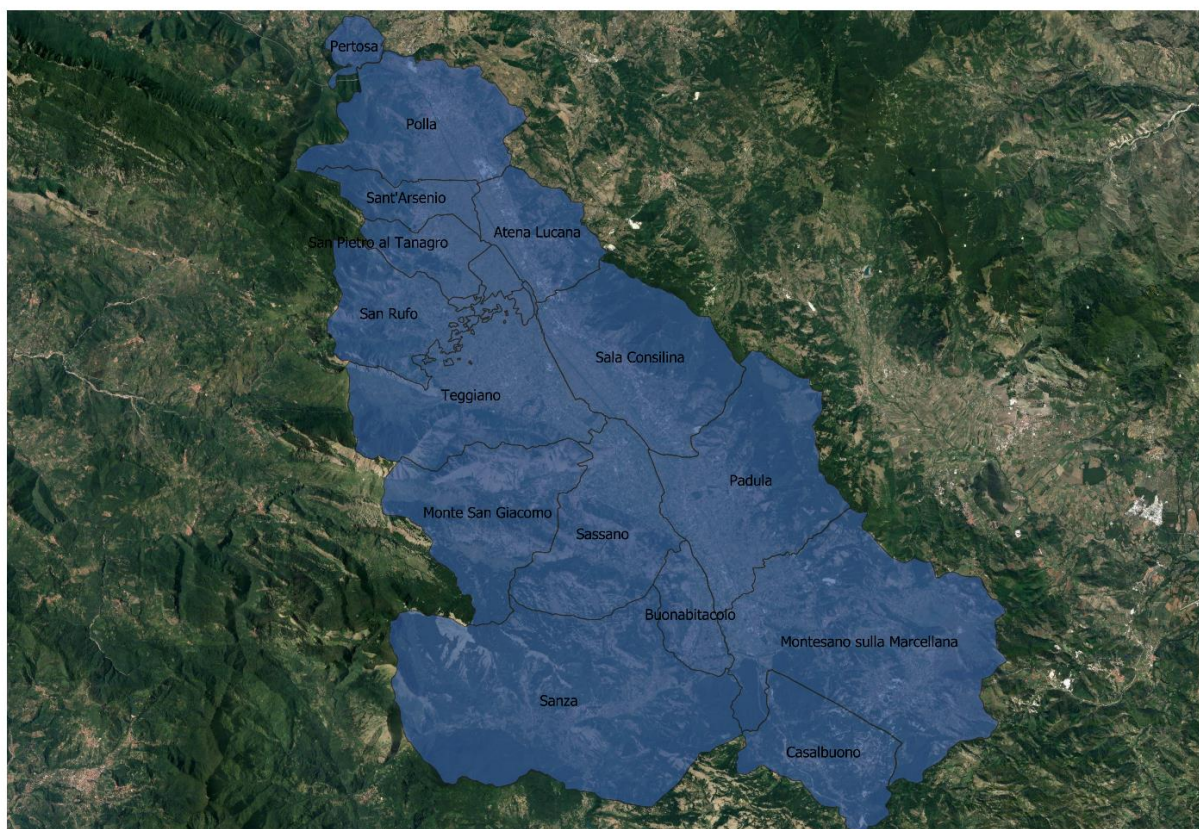 Pertosa
Polla
Sant'Arsenio
Atena Lucana
San Pietro al Tanagro
San Rufo
Sala Consilina
Teggiano
Padula
Monte San Giacomo
Sassano
Buonabitacolo
Montesano sulla Marcellana
Sanza
Casalbuono